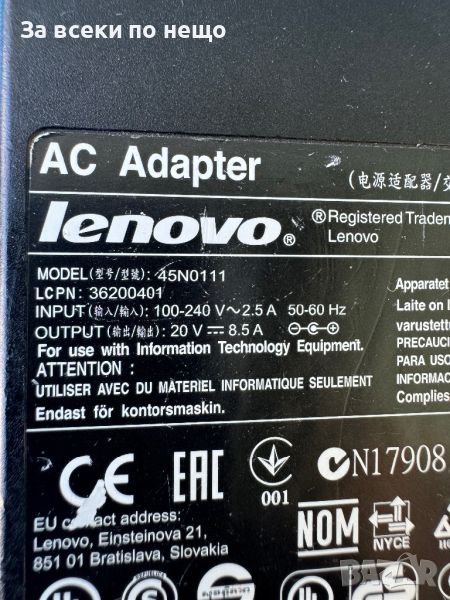 За всеки по нещо
AC Adapter (电源适配器/
lenovo® ®Registered
Lenovo
MODEL(型号/型號): 45N0111
LCPN: 36200401
INPUT(输入/輸入): 100-240 V～2.5 A 50-60 Hz
OUTPUT(输出/輸出): 20 V ⎓ 8.5 A
For use with Information Technology Equipment.
ATTENTION :
UTILISER AVEC DU MATERIEL INFORMATIQUE SEULEMENT
Endast för kontorsmaskin.
Apparatet
Laite on l
varustett
PRECAUCI
PARA USO
INFORMAC
Complies
CE EAC 001 N17908
EU contact address:
Lenovo, Einsteinova 21,
851 01 Bratislava, Slovakia
NOM NYCE
UL
BAZAR